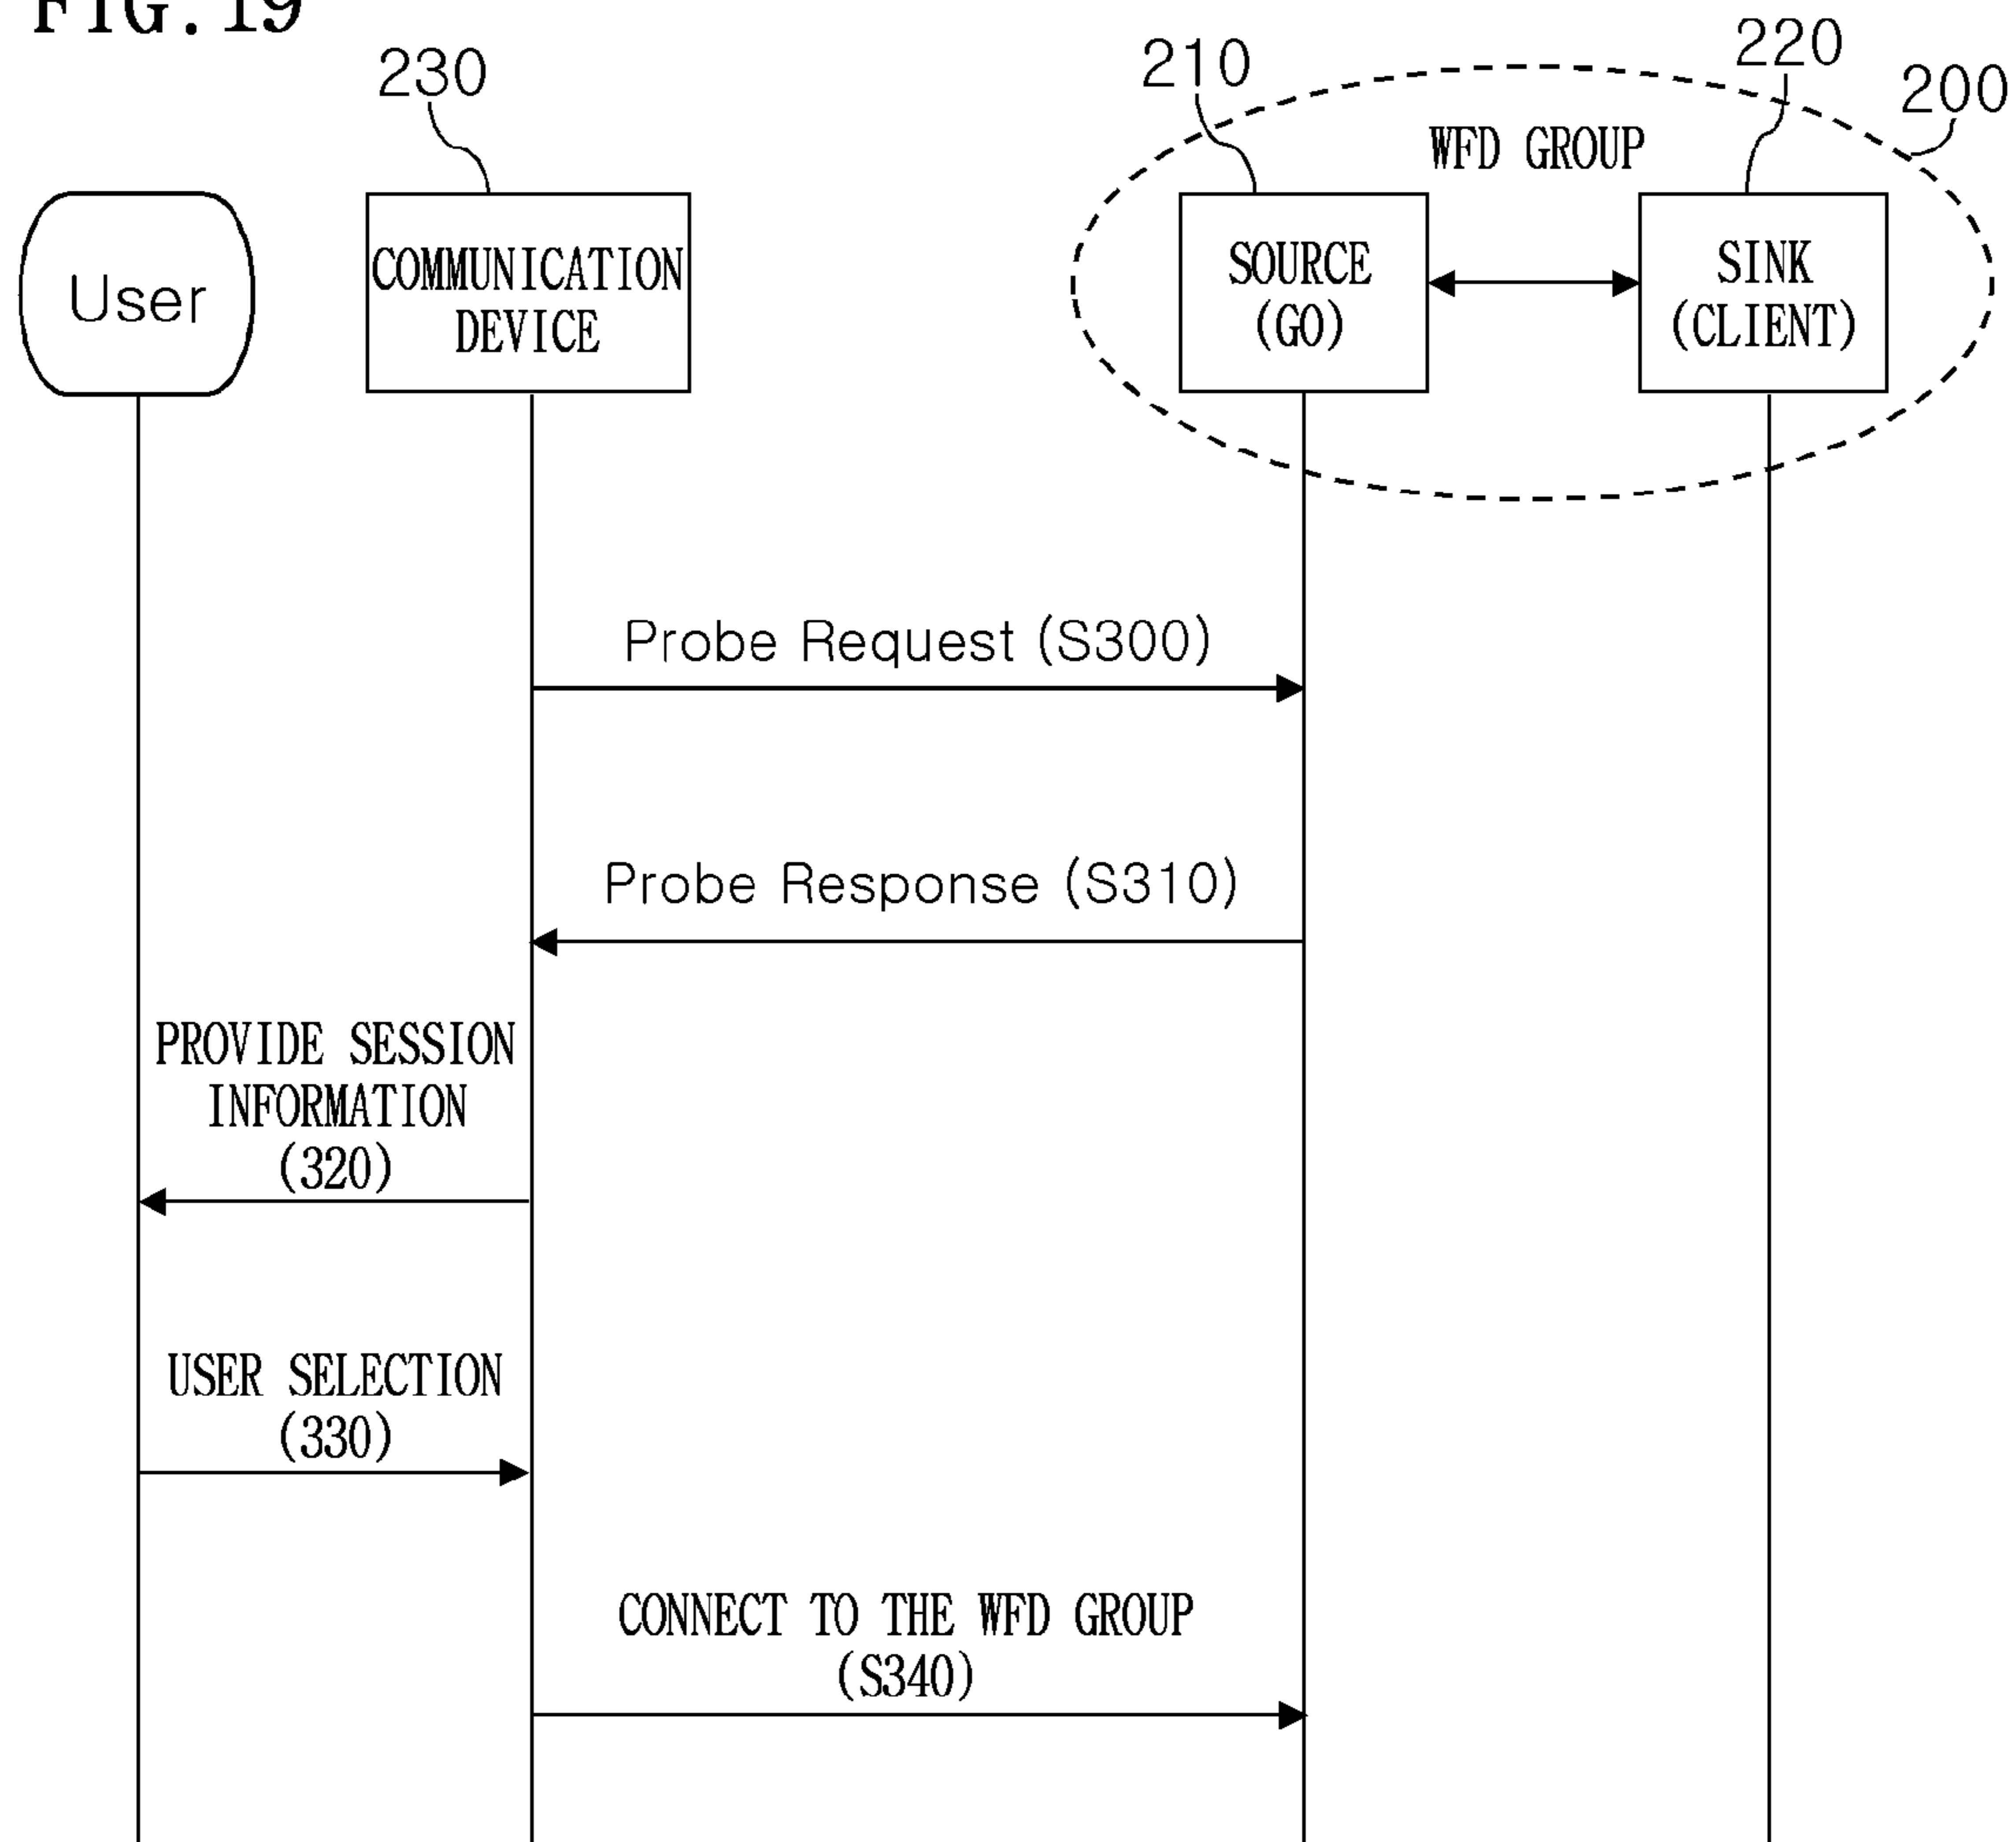 FIG. 19
230
210
220
200
WFD GROUP
User
COMMUNICATION
DEVICE
SOURCE
(GO)
SINK
(CLIENT)
Probe Request (S300)
Probe Response (S310)
PROVIDE SESSION
INFORMATION
(320)
USER SELECTION
(330)
CONNECT TO THE WFD GROUP
(S340)